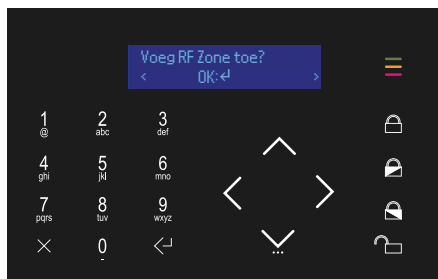 Voeg RF Zone toe?
< OK:↵ >
1 2 3
@ abc def
4 5 6
ghi jkl mno
7 8 9
pqrs tuv wxyz
0
-
...